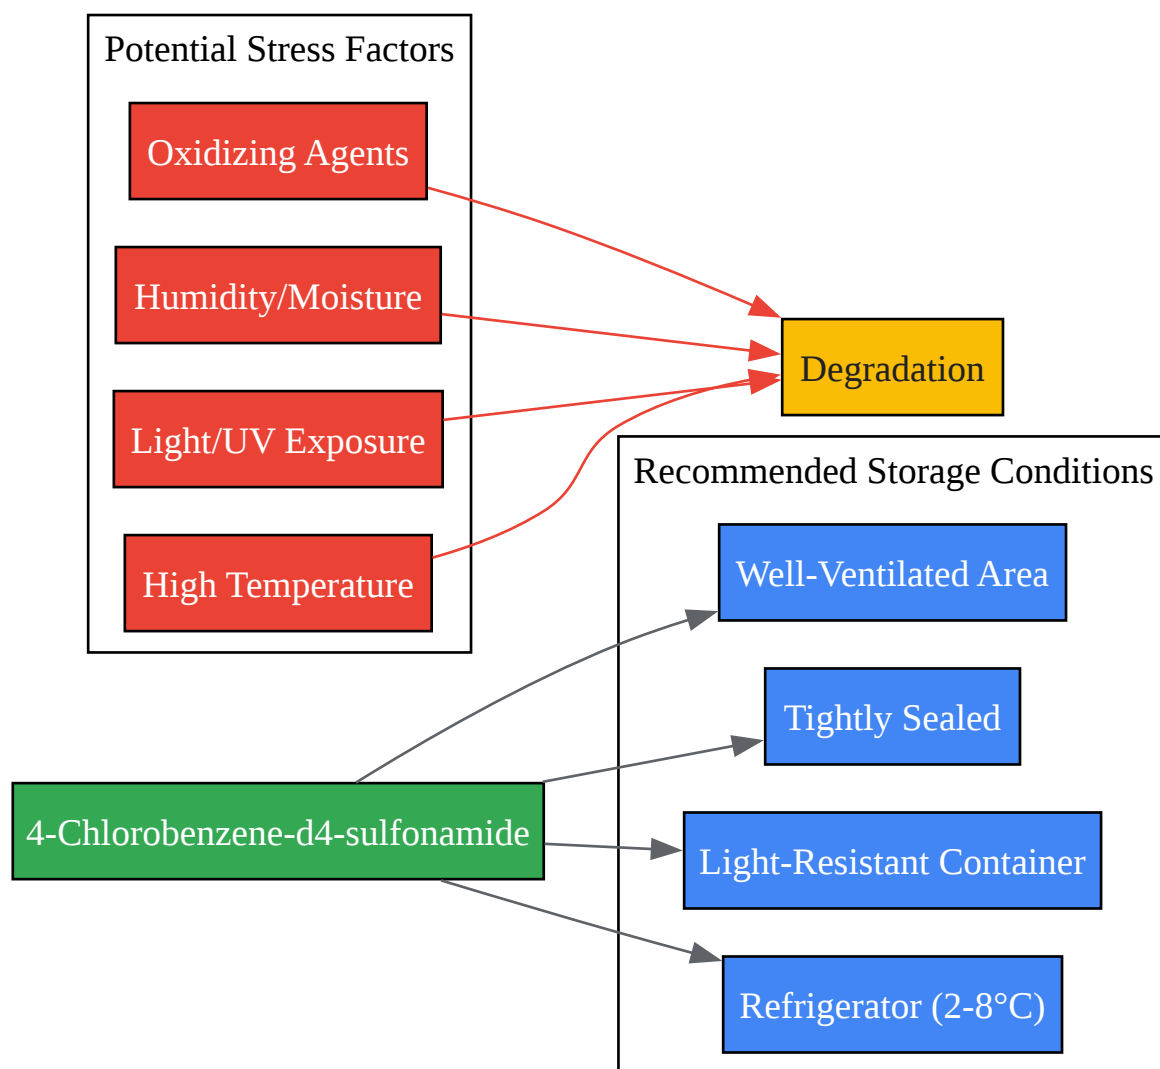 Potential Stress Factors
Oxidizing Agents
Humidity/Moisture
Light/UV Exposure
High Temperature
Degradation
Recommended Storage Conditions
Well-Ventilated Area
Tightly Sealed
4-Chlorobenzene-d4-sulfonamide
Light-Resistant Container
Refrigerator (2-8°C)